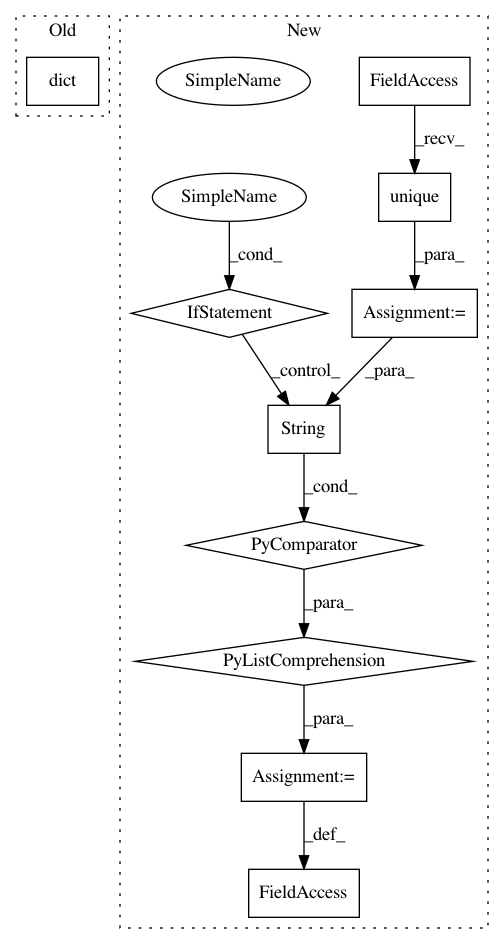 Old
New
dict
SimpleName
FieldAccess
_recv_
SimpleName
unique
_cond_
_para_
IfStatement
Assignment:=
_control_
_para_
String
_cond_
PyComparator
_para_
PyListComprehension
_para_
Assignment:=
_def_
FieldAccess